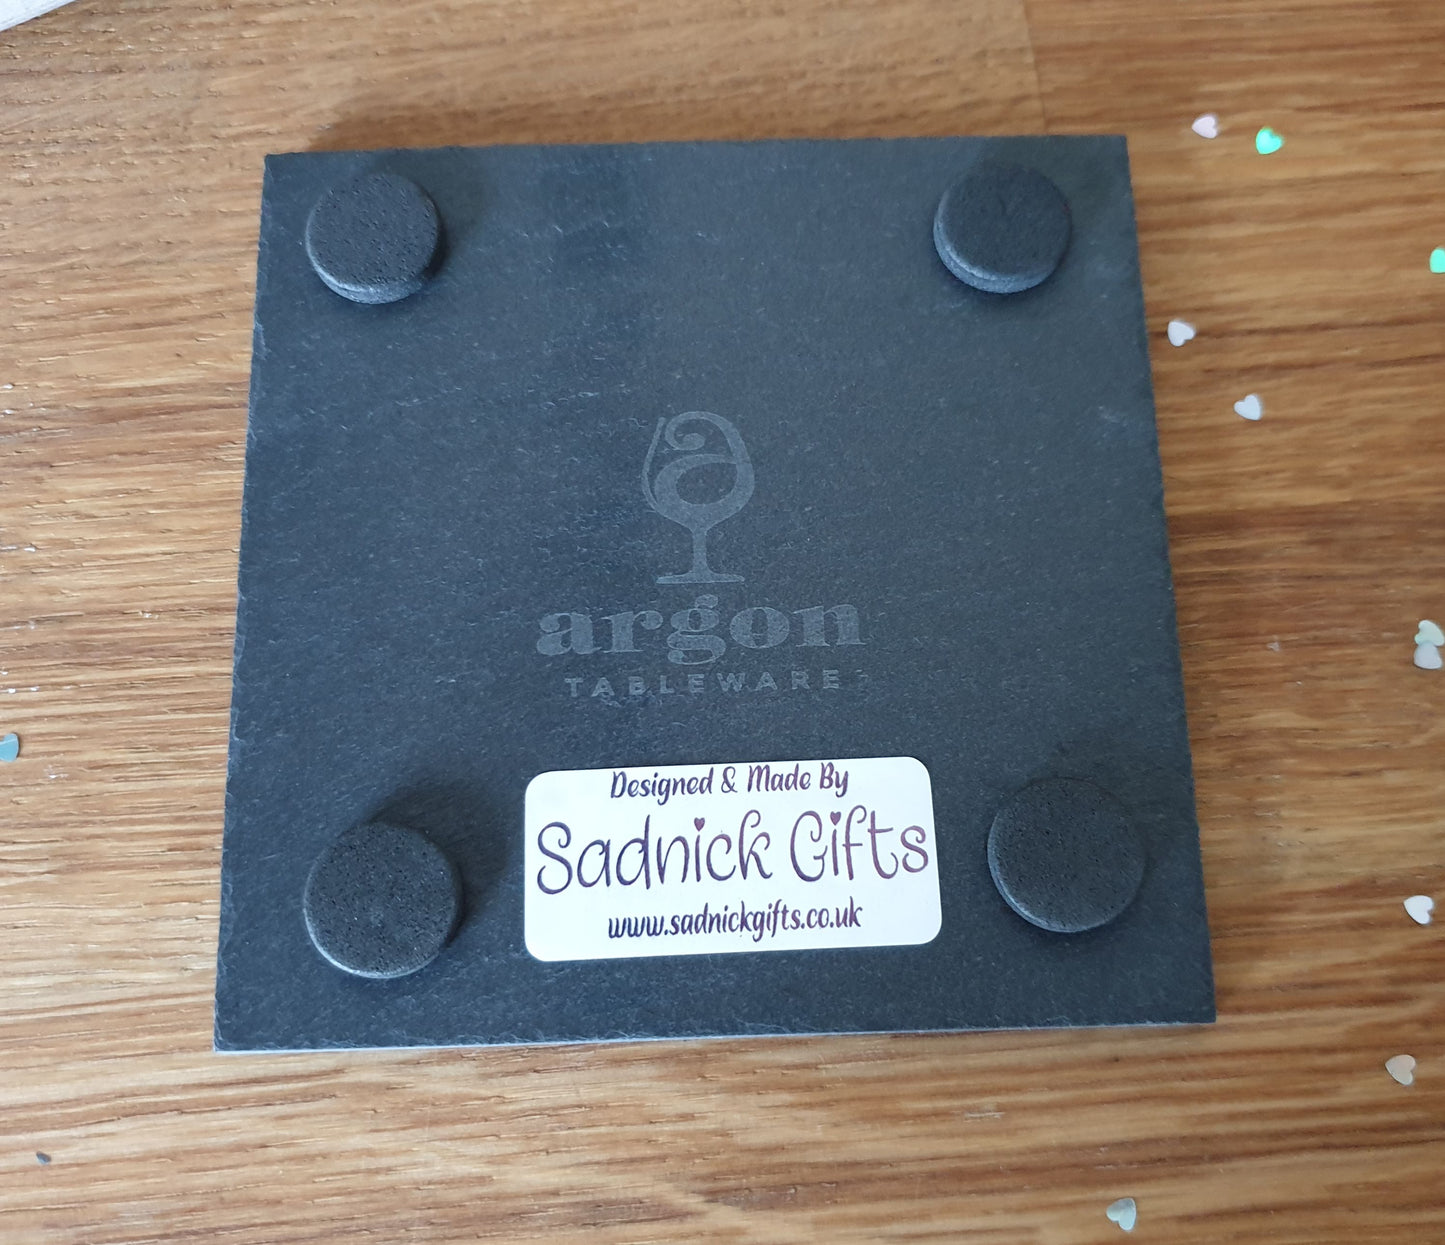 argon
TABLEWARE
Designed & Made By
Sadnick Gifts
www.sadnickgifts.co.uk